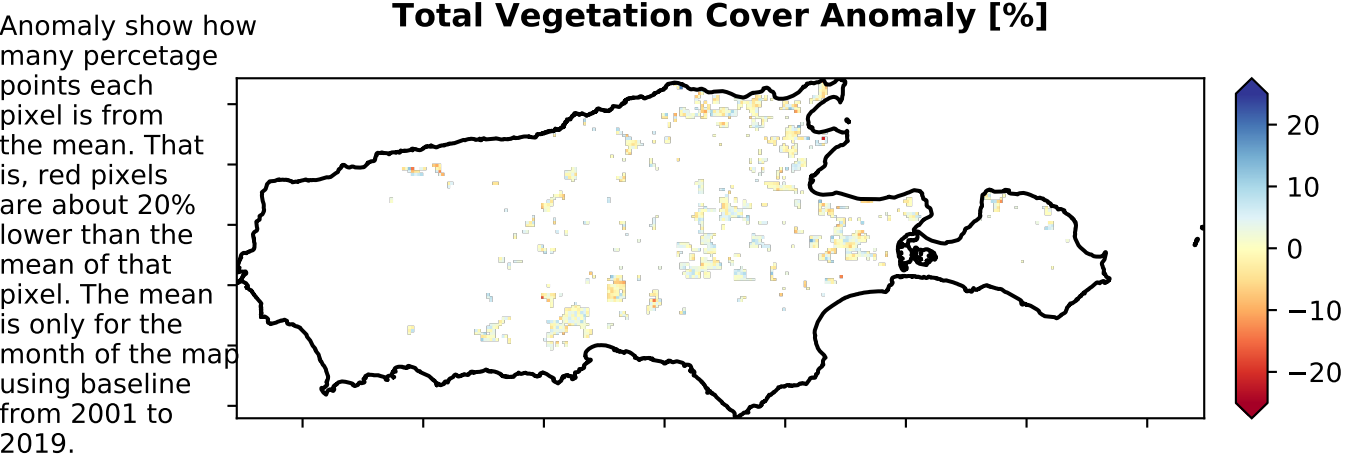 Total Vegetation Cover Anomaly [%]
Anomaly show how
many percetage
points each
pixel is from
the mean. That
is, red pixels
are about 20%
lower than the
mean of that
pixel. The mean
is only for the
month of the map
using baseline
from 2001 to
2019.
20
10
0
−10
−20